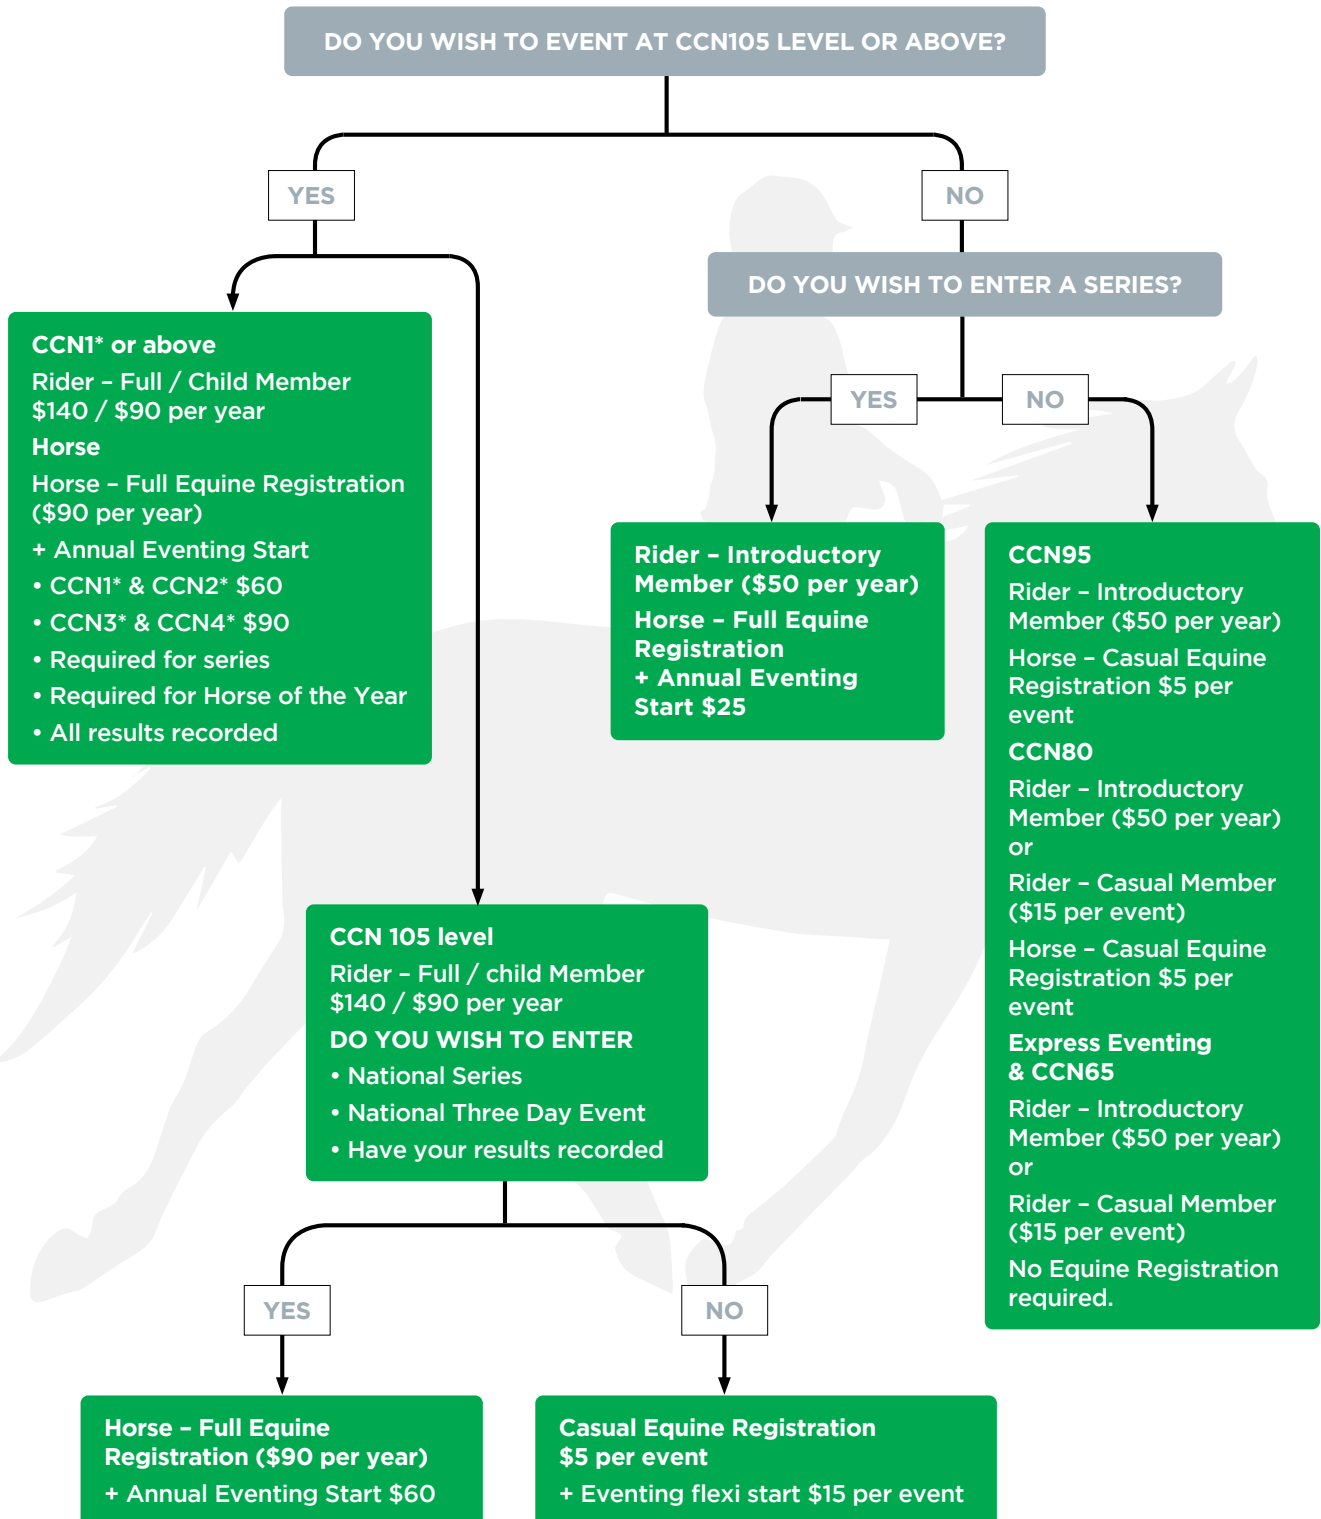 DO YOU WISH TO EVENT AT CCN105 LEVEL OR ABOVE?
YES
NO
DO YOU WISH TO ENTER A SERIES?
CCN1* or above
Rider – Full / Child Member
$140 / $90 per year
Horse
Horse – Full Equine Registration
($90 per year)
+ Annual Eventing Start
• CCN1* & CCN2* $60
• CCN3* & CCN4* $90
• Required for series
• Required for Horse of the Year
• All results recorded
YES
NO
Rider – Introductory
Member ($50 per year)
Horse – Full Equine
Registration
+ Annual Eventing
Start $25
CCN95
Rider – Introductory
Member ($50 per year)
Horse – Casual Equine
Registration $5 per
event
CCN80
Rider – Introductory
Member ($50 per year)
or
Rider – Casual Member
($15 per event)
Horse – Casual Equine
Registration $5 per
event
Express Eventing
& CCN65
Rider – Introductory
Member ($50 per year)
or
Rider – Casual Member
($15 per event)
No Equine Registration
required.
CCN 105 level
Rider – Full / child Member
$140 / $90 per year
DO YOU WISH TO ENTER
• National Series
• National Three Day Event
• Have your results recorded
YES
NO
Horse – Full Equine
Registration ($90 per year)
+ Annual Eventing Start $60
Casual Equine Registration
$5 per event
+ Eventing flexi start $15 per event